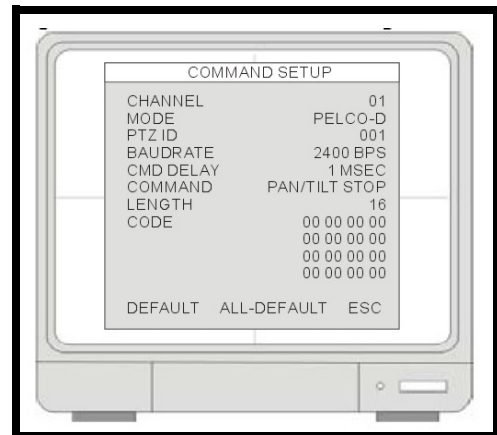 COMMAND SETUP
CHANNEL 01
MODE PELCO-D
PTZ ID 001
BAUDRATE 2400 BPS
CMD DELAY 1 MSEC
COMMAND PAN/TILT STOP
LENGTH 16
CODE 00 00 00 00
00 00 00 00
00 00 00 00
00 00 00 00
DEFAULT ALL-DEFAULT ESC